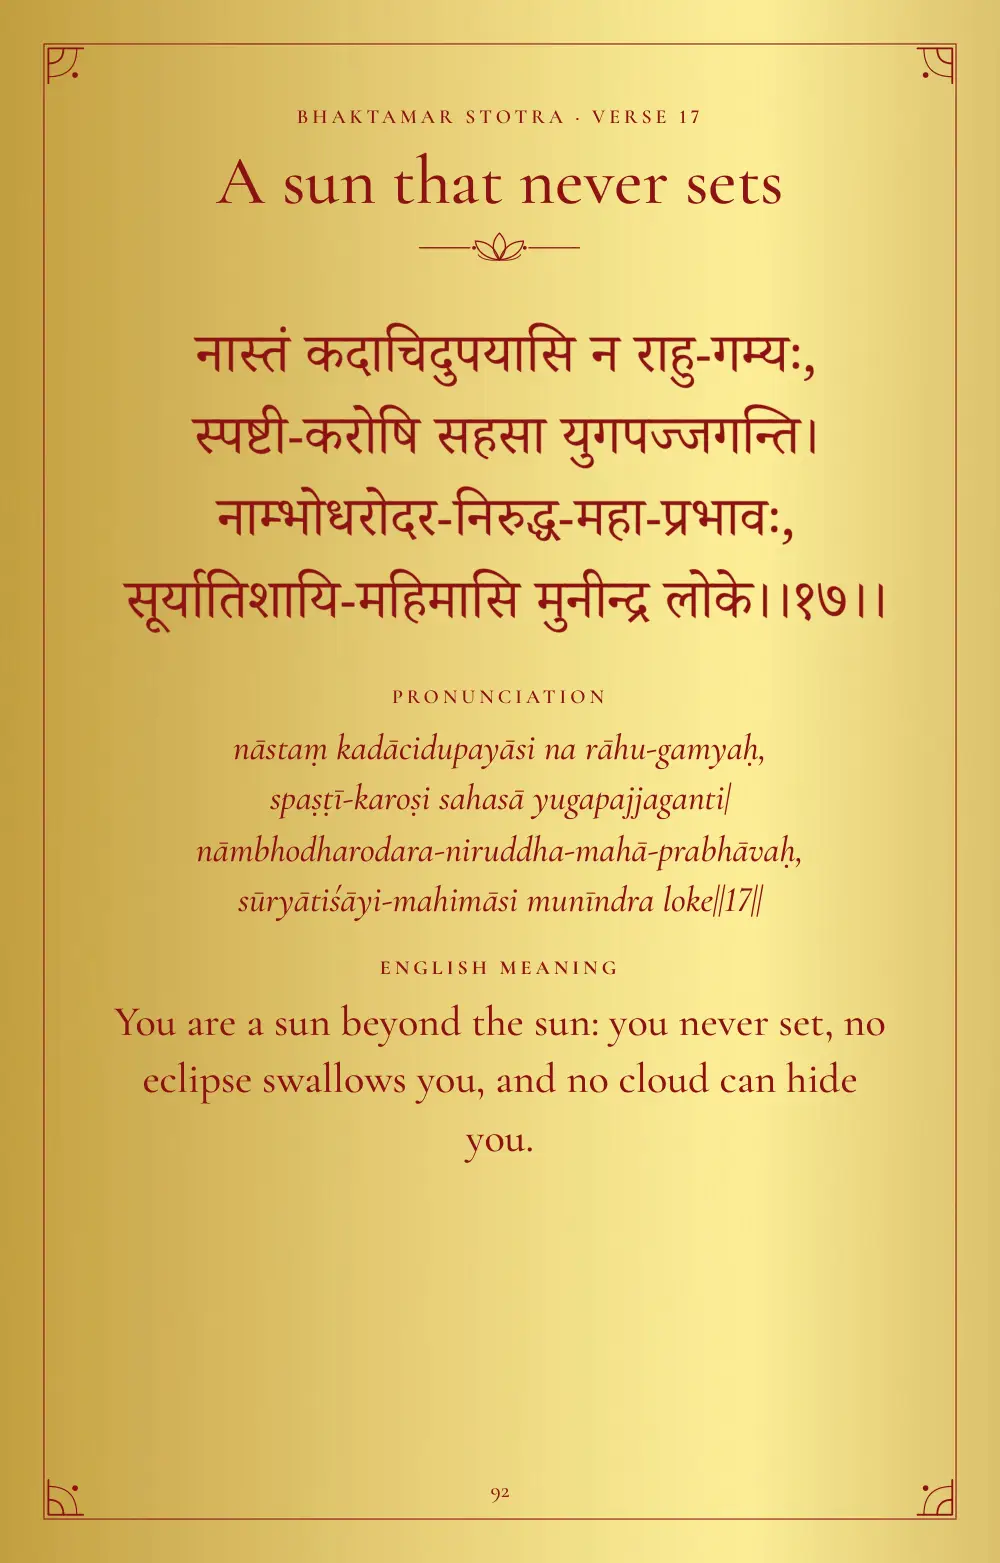 BHAKTAMAR STOTRA · VERSE 17
A sun that never sets
नास्तं कदाचिदुपयासि न राहु-गम्यः,
स्पष्टी-करोषि सहसा युगपज्जगन्ति।
नाम्भोधरोदर-निरुद्ध-महा-प्रभावः,
सूर्यातिशायि-महिमासि मुनीन्द्र लोके।।१७।।
PRONUNCIATION
nāstaṃ kadācidupayāsi na rāhu-gamyaḥ,
spaṣṭī-karoṣi sahasā yugapajjaganti|
nāmbhodharodara-niruddha-mahā-prabhāvaḥ,
sūryātiśāyi-mahimāsi munīndra loke||17||
ENGLISH MEANING
You are a sun beyond the sun: you never set, no
eclipse swallows you, and no cloud can hide
you.
92